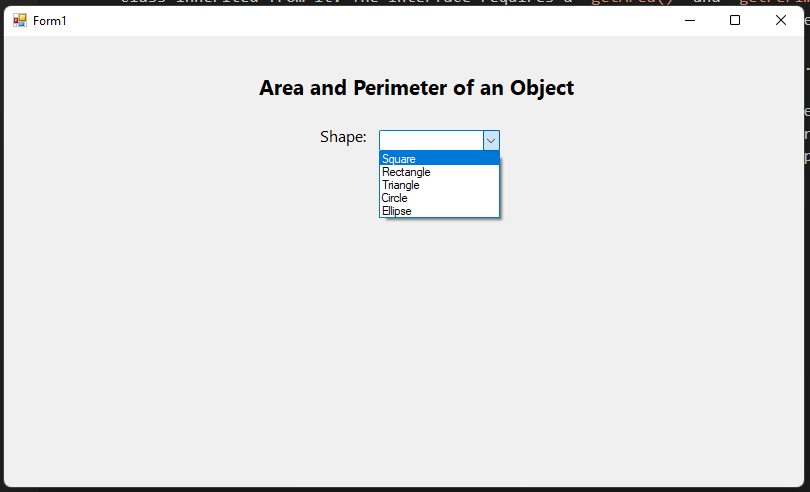 class inherited from it. The interface requires a `getArea()` and `getPerim
Form1
Area and Perimeter of an Object
Shape:
Square
Rectangle
Triangle
Circle
Ellipse